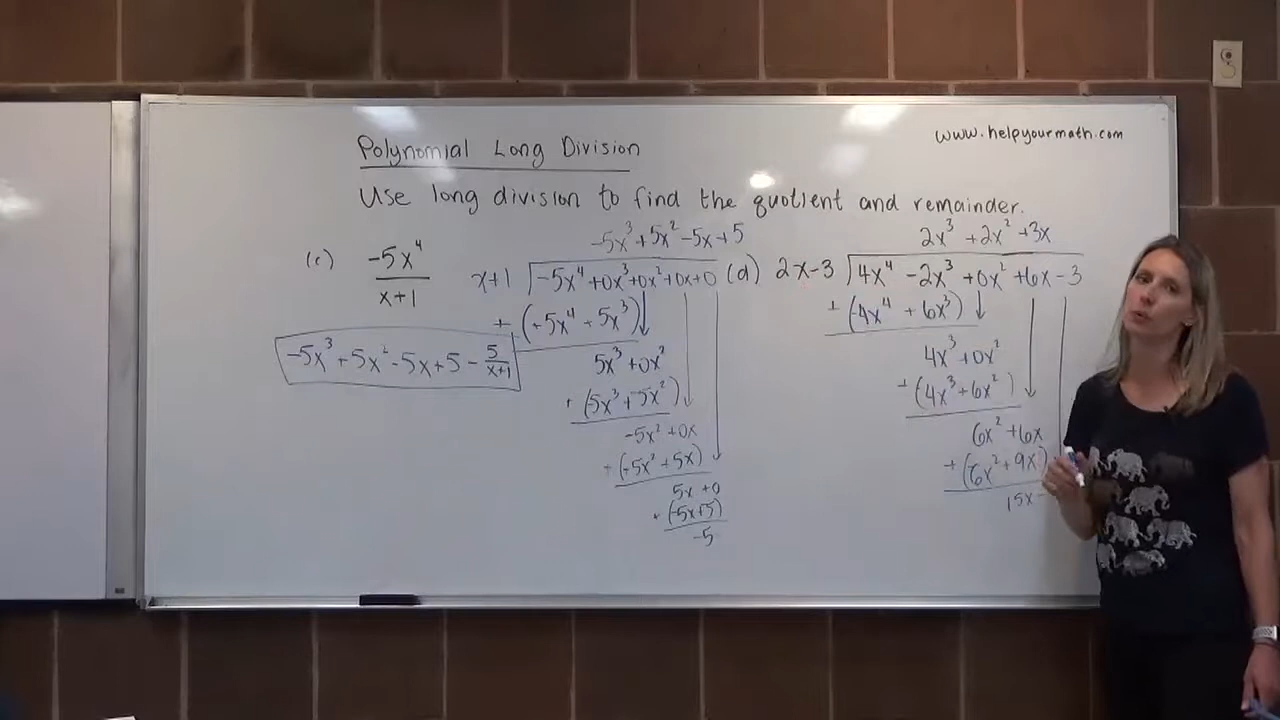 www.helpyourmath.com
Polynomial Long Division
Use long division to find the quotient and remainder.
(c) -5x⁴ / x+1
-5x³ + 5x² - 5x + 5 - 5/x+1
-5x³ + 5x² - 5x + 5
x+1 -5x⁴ + 0x³ + 0x² + 0x + 0
+ (+5x⁴ + 5x³)
5x³ + 0x²
+ (-5x³ + -5x²)
-5x² + 0x
+ (+5x² + 5x)
5x + 0
+ (-5x + -5)
-5
2x³ + 2x² + 3x
(d) 2x-3 4x⁴ - 2x³ + 0x² + 6x - 3
+ (-4x⁴ + 6x³)
4x³ + 0x²
+ (-4x³ + 6x²)
6x² + 6x
+ (-6x² + 9x)
15x -